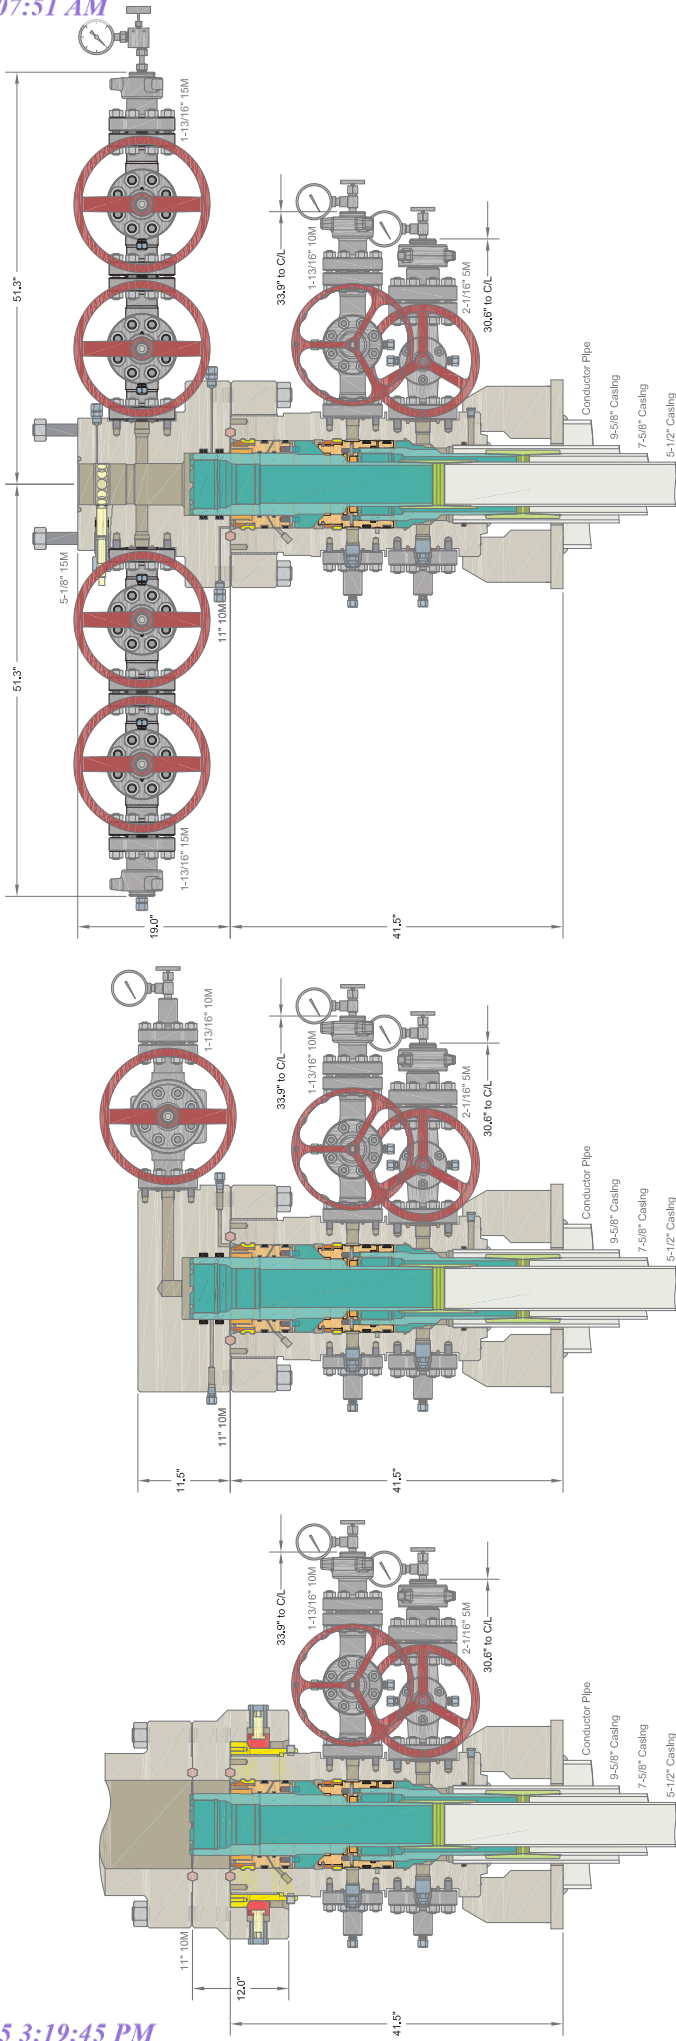 07:51 AM
1-13/16" 15M
51.3"
33.9" to C/L
1-13/16" 10M
2-1/16" 5M
30.6" to C/L
Conductor Pipe
9-5/8" Casing
7-5/8" Casing
5-1/2" Casing
5-1/8" 15M
11" 10M
51.3"
1-13/16" 15M
19.0"
41.5"
1-13/16" 10M
33.9" to C/L
1-13/16" 10M
2-1/16" 5M
30.6" to C/L
Conductor Pipe
9-5/8" Casing
7-5/8" Casing
5-1/2" Casing
11" 10M
11.5"
41.5"
33.9" to C/L
1-13/16" 10M
2-1/16" 5M
30.6" to C/L
Conductor Pipe
9-5/8" Casing
7-5/8" Casing
5-1/2" Casing
11" 10M
12.0"
41.5"
5 3:19:45 PM